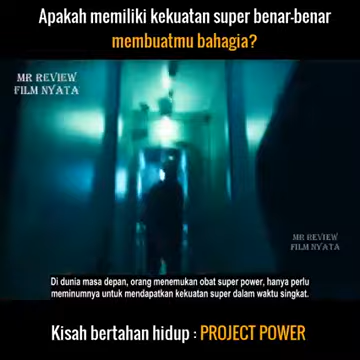 Apakah memiliki kekuatan super benar-benar
membuatmu bahagia?
MR REVIEW
FILM NYATA
MR REVIEW
FILM NYATA
Di dunia masa depan, orang menemukan obat super power, hanya perlu
meminumnya untuk mendapatkan kekuatan super dalam waktu singkat.
Kisah bertahan hidup : PROJECT POWER